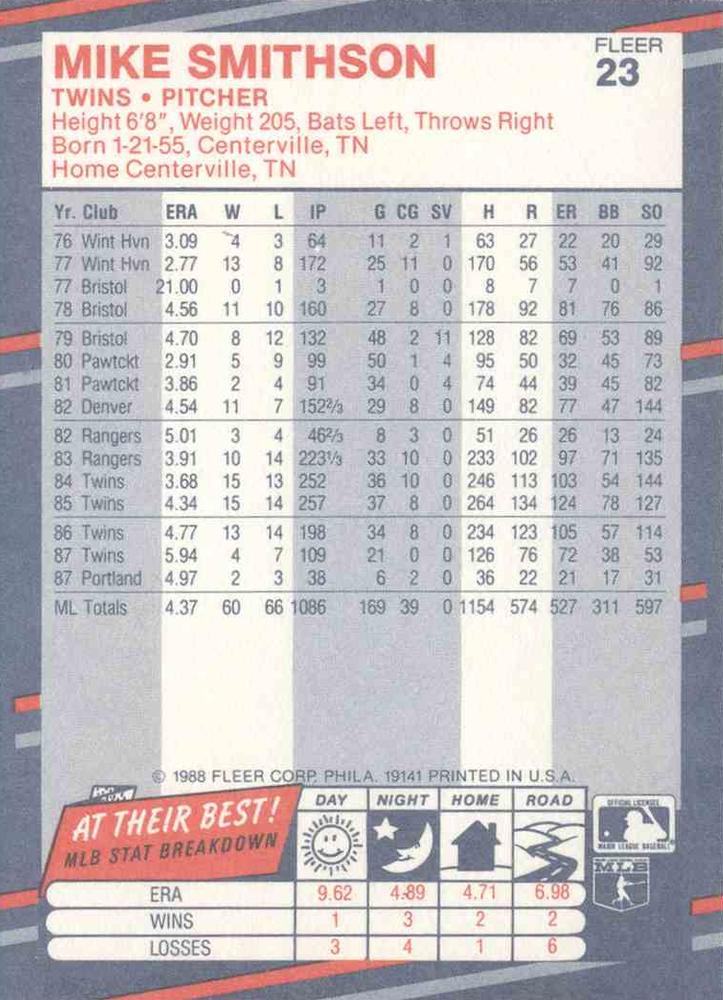 MIKE SMITHSON
FLEER
23
TWINS • PITCHER
Height 6'8", Weight 205, Bats Left, Throws Right
Born 1-21-55, Centerville, TN
Home Centerville, TN
Yr. Club ERA W L IP G CG SV H R ER BB SO
76 Wint Hvn 3.09 4 3 64 11 2 1 63 27 22 20 29
77 Wint Hvn 2.77 13 8 172 25 11 0 170 56 53 41 92
77 Bristol 21.00 0 1 3 1 0 0 8 7 7 0 1
78 Bristol 4.56 11 10 160 27 8 0 178 92 81 76 86
79 Bristol 4.70 8 12 132 48 2 11 128 82 69 53 89
80 Pawtckt 2.91 5 9 99 50 1 4 95 50 32 45 73
81 Pawtckt 3.86 2 4 91 34 0 4 74 44 39 45 82
82 Denver 4.54 11 7 152⅔ 29 8 0 149 82 77 47 144
82 Rangers 5.01 3 4 46⅔ 8 3 0 51 26 26 13 24
83 Rangers 3.91 10 14 223⅓ 33 10 0 233 102 97 71 135
84 Twins 3.68 15 13 252 36 10 0 246 113 103 54 144
85 Twins 4.34 15 14 257 37 8 0 264 134 124 78 127
86 Twins 4.77 13 14 198 34 8 0 234 123 105 57 114
87 Twins 5.94 4 7 109 21 0 0 126 76 72 38 53
87 Portland 4.97 2 3 38 6 2 0 36 22 21 17 31
ML Totals 4.37 60 66 1086 169 39 0 1154 574 527 311 597
© 1988 FLEER CORP. PHILA. 19141 PRINTED IN U.S.A.
AT THEIR BEST!
MLB STAT BREAKDOWN
DAY NIGHT HOME ROAD
ERA 9.62 4.89 4.71 6.98
WINS 1 3 2 2
LOSSES 3 4 1 6
OFFICIAL LICENSEE
MAJOR LEAGUE BASEBALL
MLB